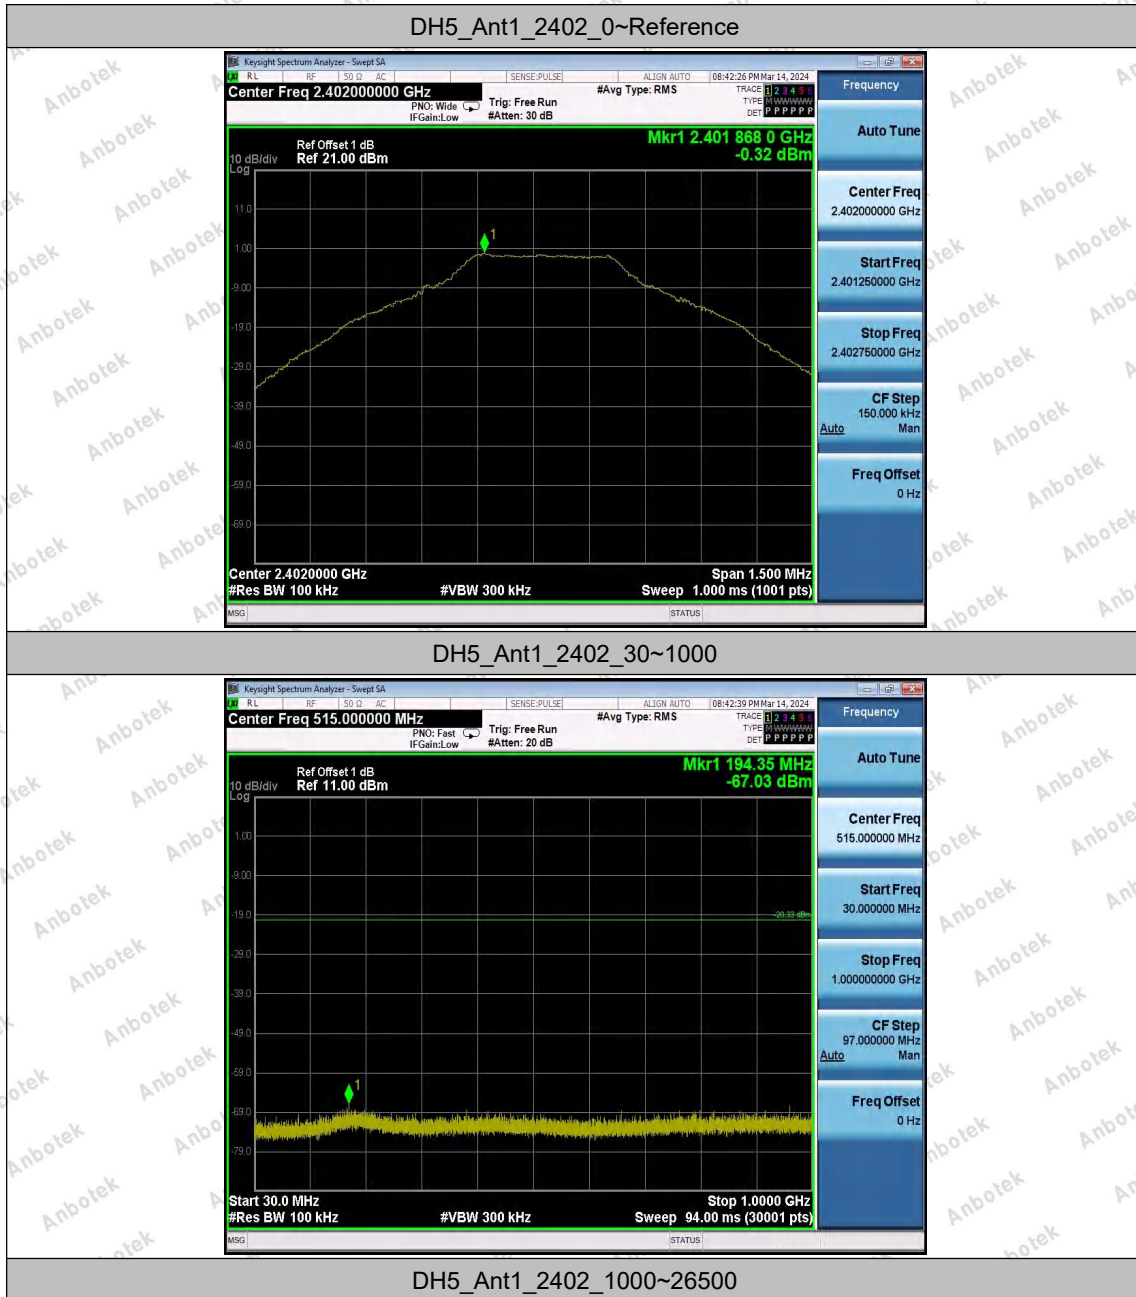 DH5_Ant1_2402_0~Reference
Keysight Spectrum Analyzer - Swept SA
RL RF 50 Ω AC SENSE:PULSE ALIGN AUTO 08:42:26 PM Mar 14, 2024
Center Freq 2.402000000 GHz
#Avg Type: RMS
TRACE 1 2 3 4 5 6
PNO: Wide Trig: Free Run
TYPE M WWWWW
IFGain:Low #Atten: 30 dB
DET P P P P P P
Mkr1 2.401 868 0 GHz
-0.32 dBm
Ref Offset 1 dB
10 dB/div Ref 21.00 dBm
Log
11.0
1
1.00
-9.00
-19.0
-29.0
-39.0
-49.0
-59.0
-69.0
Center 2.4020000 GHz Span 1.500 MHz
#Res BW 100 kHz #VBW 300 kHz Sweep 1.000 ms (1001 pts)
MSG STATUS
Frequency
Auto Tune
Center Freq
2.402000000 GHz
Start Freq
2.401250000 GHz
Stop Freq
2.402750000 GHz
CF Step
150.000 kHz
Auto Man
Freq Offset
0 Hz
DH5_Ant1_2402_30~1000
Keysight Spectrum Analyzer - Swept SA
RL RF 50 Ω AC SENSE:PULSE ALIGN AUTO 08:42:39 PM Mar 14, 2024
Center Freq 515.000000 MHz
#Avg Type: RMS
TRACE 1 2 3 4 5 6
PNO: Fast Trig: Free Run
TYPE M WWWWW
IFGain:Low #Atten: 20 dB
DET P P P P P P
Mkr1 194.35 MHz
-67.03 dBm
Ref Offset 1 dB
10 dB/div Ref 11.00 dBm
Log
1.00
-9.00
-19.0
-20.33 dBm
-29.0
-39.0
-49.0
-59.0
1
-69.0
-79.0
Start 30.0 MHz Stop 1.0000 GHz
#Res BW 100 kHz #VBW 300 kHz Sweep 94.00 ms (30001 pts)
MSG STATUS
Frequency
Auto Tune
Center Freq
515.000000 MHz
Start Freq
30.000000 MHz
Stop Freq
1.000000000 GHz
CF Step
97.000000 MHz
Auto Man
Freq Offset
0 Hz
DH5_Ant1_2402_1000~26500
Anbotek